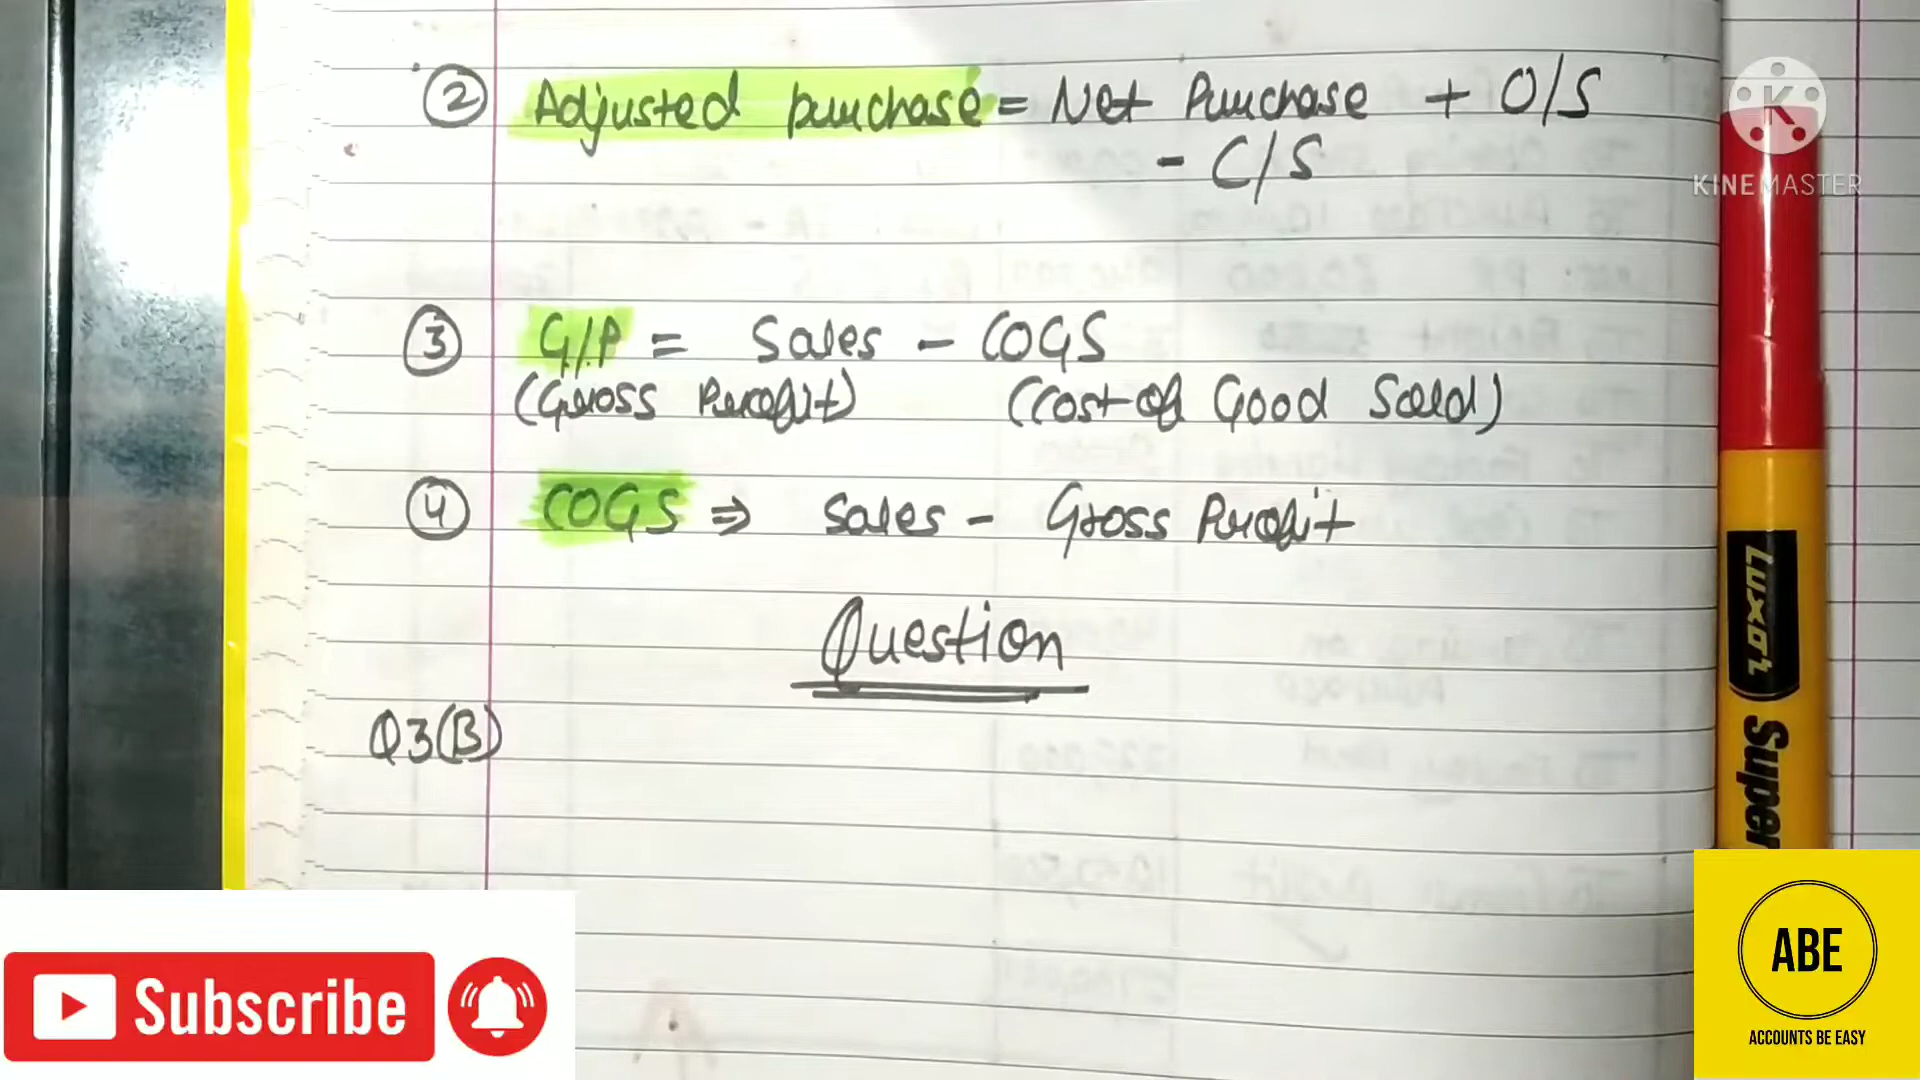 ② Adjusted purchase = Net Purchase + O/S
- C/S
③ G/P = Sales - COGS
(Gross Profit) (Cost of Good Sold)
④ COGS ⇒ Sales - Gross Profit
Question
Q3(B)
KINEMASTER
LUXOR
Super
Subscribe
ABE
ACCOUNTS BE EASY